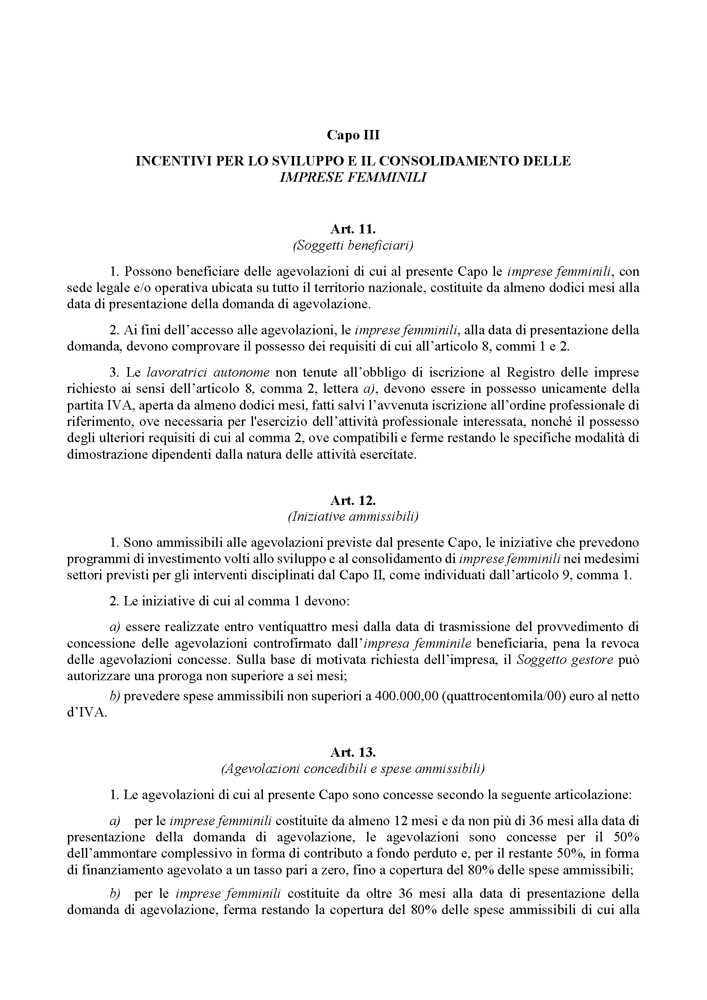 Capo III
INCENTIVI PER LO SVILUPPO E IL CONSOLIDAMENTO DELLE
IMPRESE FEMMINILI
Art. 11.
(Soggetti beneficiari)
1. Possono beneficiare delle agevolazioni di cui al presente Capo le imprese femminili, con
sede legale e/o operativa ubicata su tutto il territorio nazionale, costituite da almeno dodici mesi alla
data di presentazione della domanda di agevolazione.
2. Ai fini dell’accesso alle agevolazioni, le imprese femminili, alla data di presentazione della
domanda, devono comprovare il possesso dei requisiti di cui all’articolo 8, commi 1 e 2.
3. Le lavoratrici autonome non tenute all’obbligo di iscrizione al Registro delle imprese
richiesto ai sensi dell’articolo 8, comma 2, lettera a), devono essere in possesso unicamente della
partita IVA, aperta da almeno dodici mesi, fatti salvi l’avvenuta iscrizione all’ordine professionale di
riferimento, ove necessaria per l'esercizio dell’attività professionale interessata, nonché il possesso
degli ulteriori requisiti di cui al comma 2, ove compatibili e ferme restando le specifiche modalità di
dimostrazione dipendenti dalla natura delle attività esercitate.
Art. 12.
(Iniziative ammissibili)
1. Sono ammissibili alle agevolazioni previste dal presente Capo, le iniziative che prevedono
programmi di investimento volti allo sviluppo e al consolidamento di imprese femminili nei medesimi
settori previsti per gli interventi disciplinati dal Capo II, come individuati dall’articolo 9, comma 1.
2. Le iniziative di cui al comma 1 devono:
a) essere realizzate entro ventiquattro mesi dalla data di trasmissione del provvedimento di
concessione delle agevolazioni controfirmato dall’impresa femminile beneficiaria, pena la revoca
delle agevolazioni concesse. Sulla base di motivata richiesta dell’impresa, il Soggetto gestore può
autorizzare una proroga non superiore a sei mesi;
b) prevedere spese ammissibili non superiori a 400.000,00 (quattrocentomila/00) euro al netto
d’IVA.
Art. 13.
(Agevolazioni concedibili e spese ammissibili)
1. Le agevolazioni di cui al presente Capo sono concesse secondo la seguente articolazione:
a) per le imprese femminili costituite da almeno 12 mesi e da non più di 36 mesi alla data di
presentazione della domanda di agevolazione, le agevolazioni sono concesse per il 50%
dell’ammontare complessivo in forma di contributo a fondo perduto e, per il restante 50%, in forma
di finanziamento agevolato a un tasso pari a zero, fino a copertura del 80% delle spese ammissibili;
b) per le imprese femminili costituite da oltre 36 mesi alla data di presentazione della
domanda di agevolazione, ferma restando la copertura del 80% delle spese ammissibili di cui alla